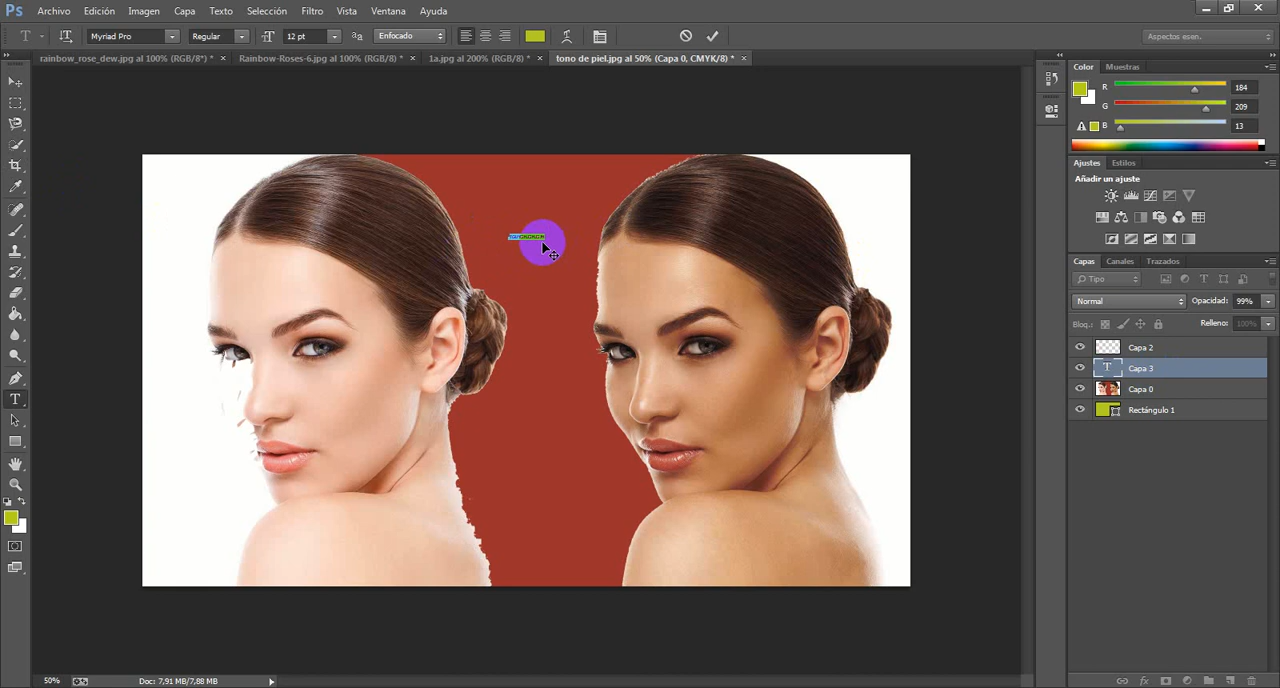 Ps Archivo Edición Imagen Capa Texto Selección Filtro Vista Ventana Ayuda
T Myriad Pro Regular 12 pt Enfocado Aspectos esen.
rainbow_rose_dew.jpg al 100% (RGB/8*) * × Rainbow-Roses-6.jpg al 100% (RGB/8) * × 1a.jpg al 200% (RGB/8) * × tono de piel.jpg al 50% (Capa 0, CMYK/8) * ×
Color Muestras
R 184
G 209
B 13
Ajustes Estilos
Añadir un ajuste
Capas Canales Trazados
Tipo
Normal Opacidad: 99%
Bloq.: Relleno: 100%
Capa 2
T Capa 3
Capa 0
Rectángulo 1
50% Doc: 7,91 MB/7,88 MB